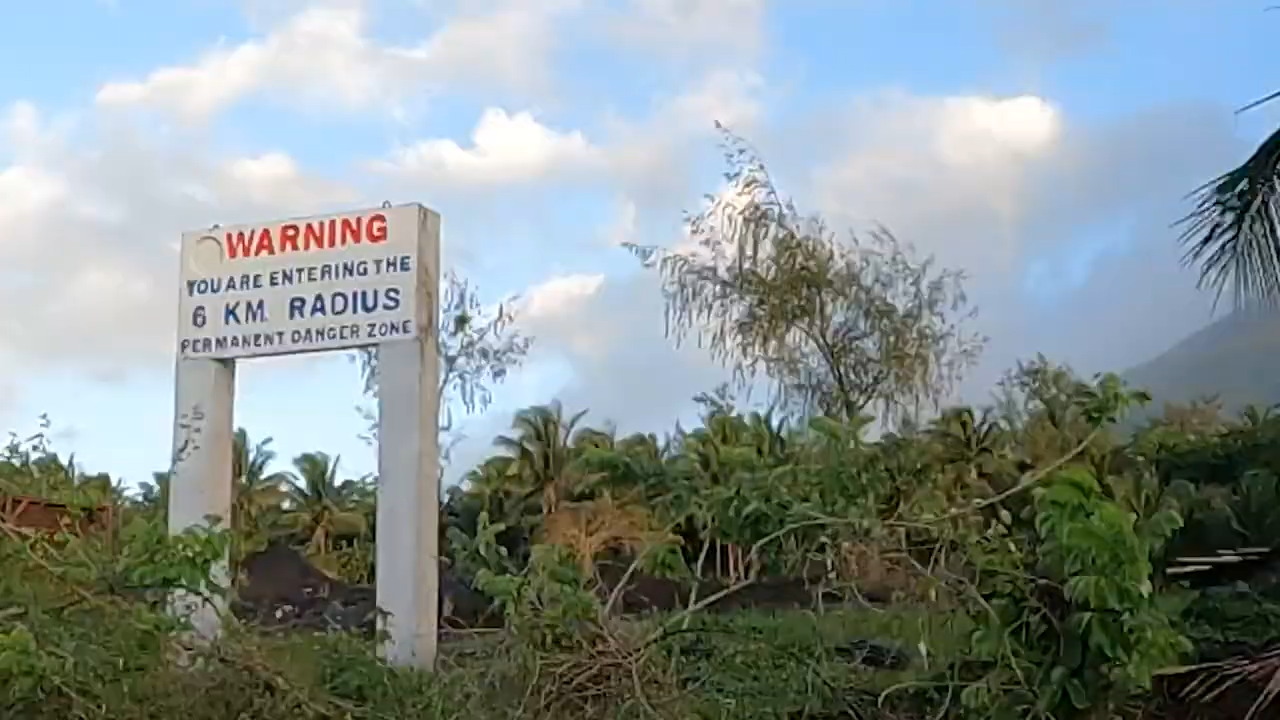 WARNING
YOU ARE ENTERING THE
6 KM. RADIUS
PERMANENT DANGER ZONE